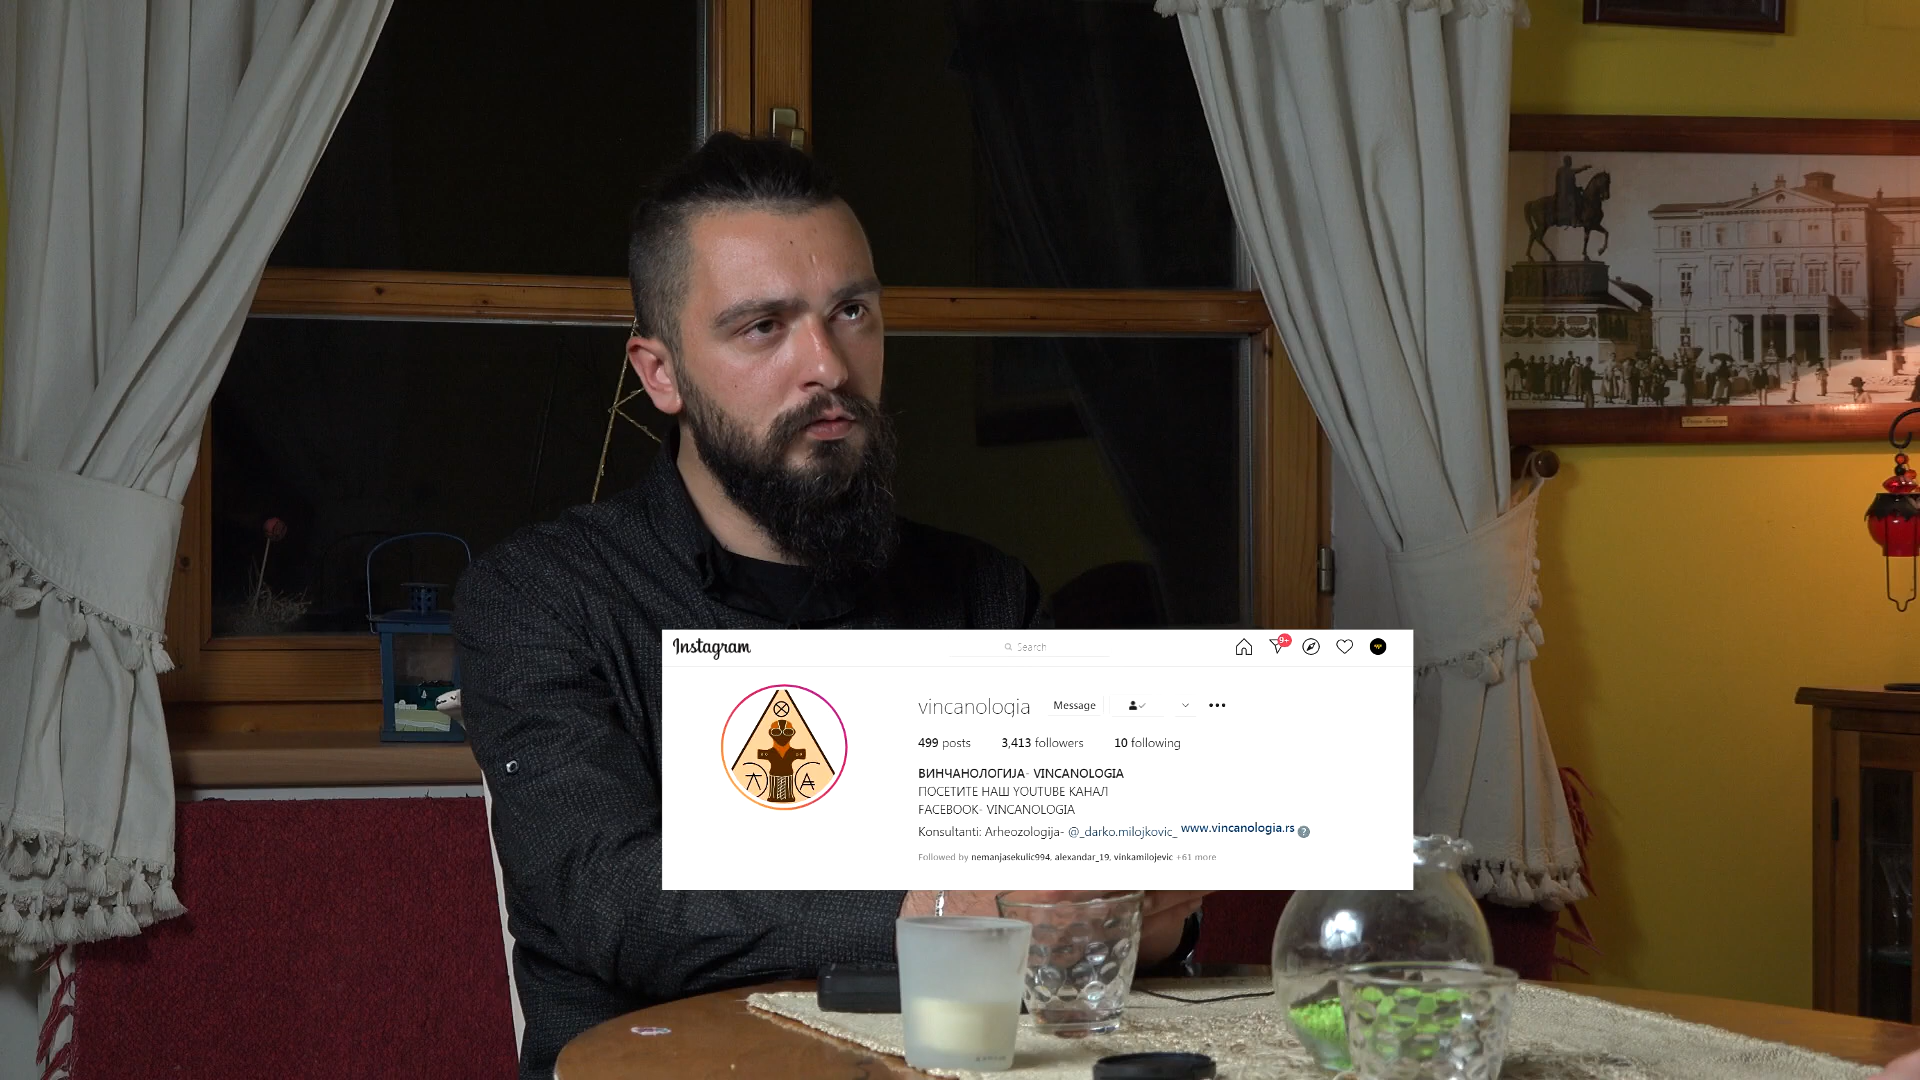 Instagram
Search
9+
vincanologia Message
499 posts 3,413 followers 10 following
ВИНЧАНОЛОГИЈА- VINCANOLOGIA
ПОСЕТИТЕ НАШ YOUTUBE КАНАЛ
FACEBOOK- VINCANOLOGIA
Konsultanti: Arheozologija- @_darko.milojkovic_ www.vincanologia.rs ?
Followed by nemanjasekulic994, alexandar_19, vinkamilojevic +61 more